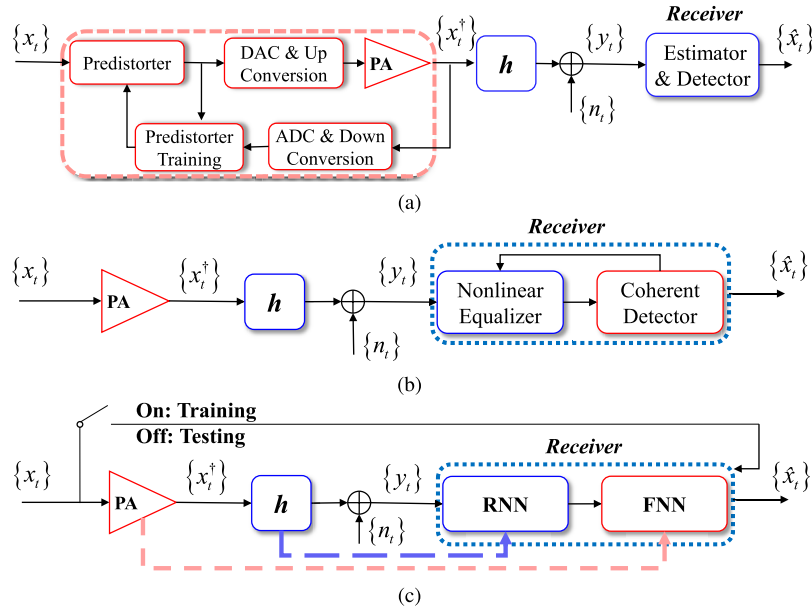 Receiver
{x_t}
Predistorter
DAC & Up
Conversion
PA
{x_t^†}
h
{y_t}
Estimator
& Detector
{x̂_t}
{n_t}
Predistorter
Training
ADC & Down
Conversion
(a)
Receiver
{x_t}
PA
{x_t^†}
h
{y_t}
Nonlinear
Equalizer
Coherent
Detector
{x̂_t}
{n_t}
(b)
On: Training
Off: Testing
Receiver
{x_t}
PA
{x_t^†}
h
{y_t}
RNN
FNN
{x̂_t}
{n_t}
(c)